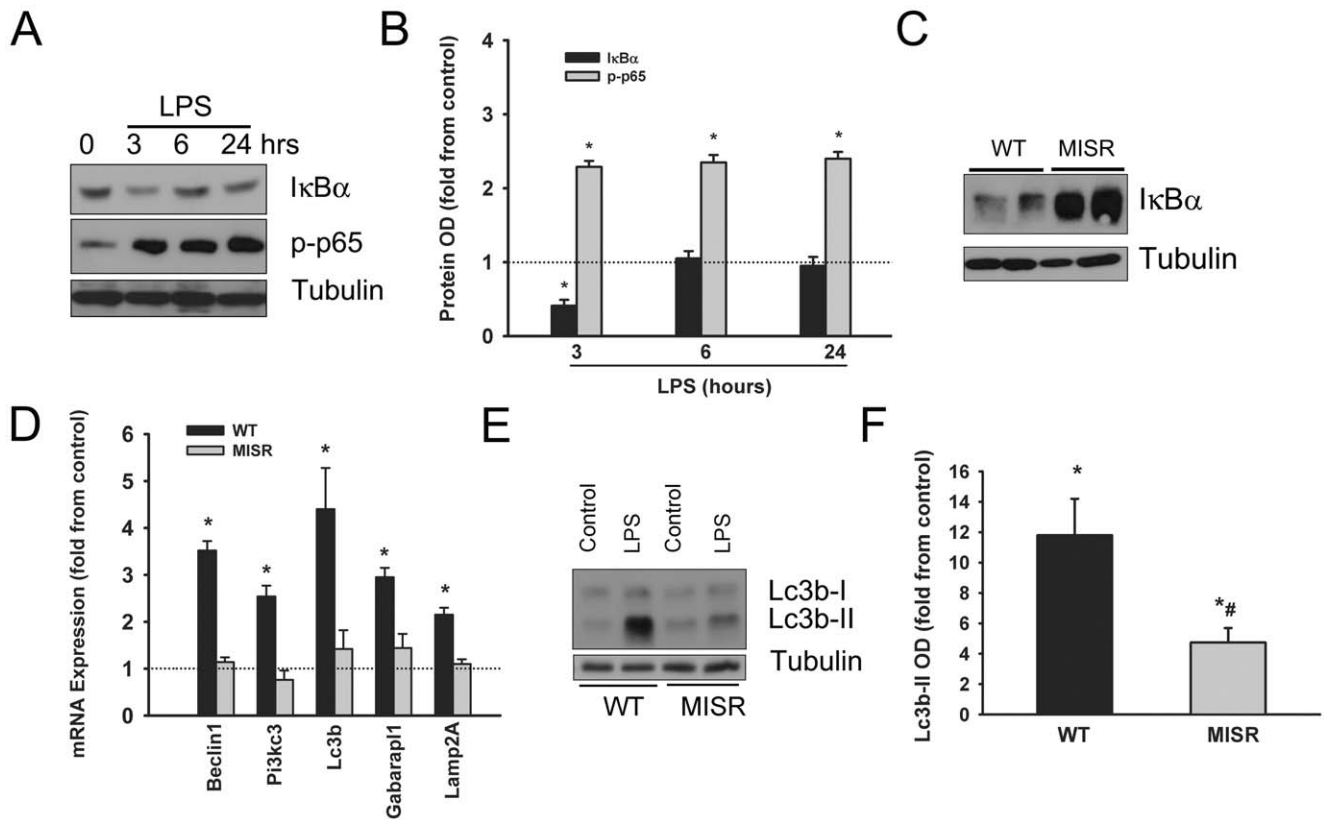 A
LPS
0 3 6 24 hrs
IκBα
p-p65
Tubulin
B
Protein OD (fold from control)
4
3
2
1
0
IκBα
p-p65
*
*
*
*
3 6 24
LPS (hours)
C
WT MISR
IκBα
Tubulin
D
mRNA Expression (fold from control)
6
5
4
3
2
1
0
WT
MISR
*
*
*
*
*
Beclin1
Pi3kc3
Lc3b
Gabarapl1
Lamp2A
E
Control
LPS
Control
LPS
Lc3b-I
Lc3b-II
Tubulin
WT MISR
F
Lc3b-II OD (fold from control)
16
14
12
10
8
6
4
2
0
*
*#
WT MISR